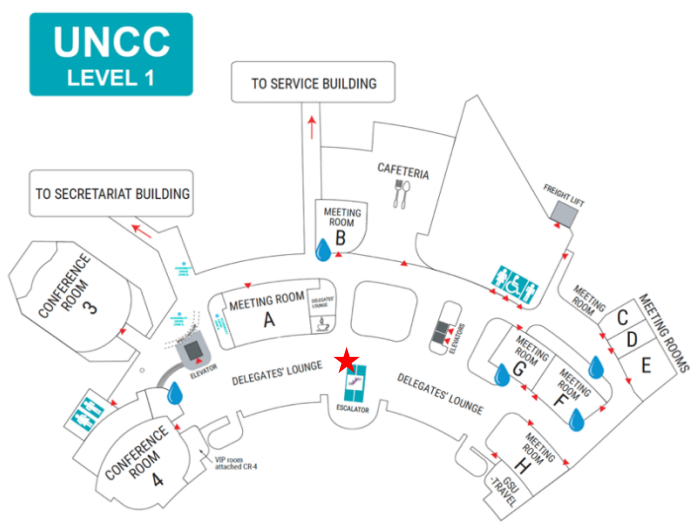 UNCC
LEVEL 1
TO SERVICE BUILDING
CAFETERIA
TO SECRETARIAT BUILDING
FREIGHT LIFT
MEETING
ROOM
B
CONFERENCE
ROOM
3
MEETING ROOM
A
DELEGATES'
LOUNGE
MEETING
ROOM
C
D
E
MEETING ROOMS
ELEVATORS
MEETING
ROOM
G
MEETING
ROOM
F
ELEVATOR
DELEGATES' LOUNGE
DELEGATES' LOUNGE
ESCALATOR
MEETING
ROOM
H
CONFERENCE
ROOM
4
VIP room
attached CR-4
GSU
-TRAVEL